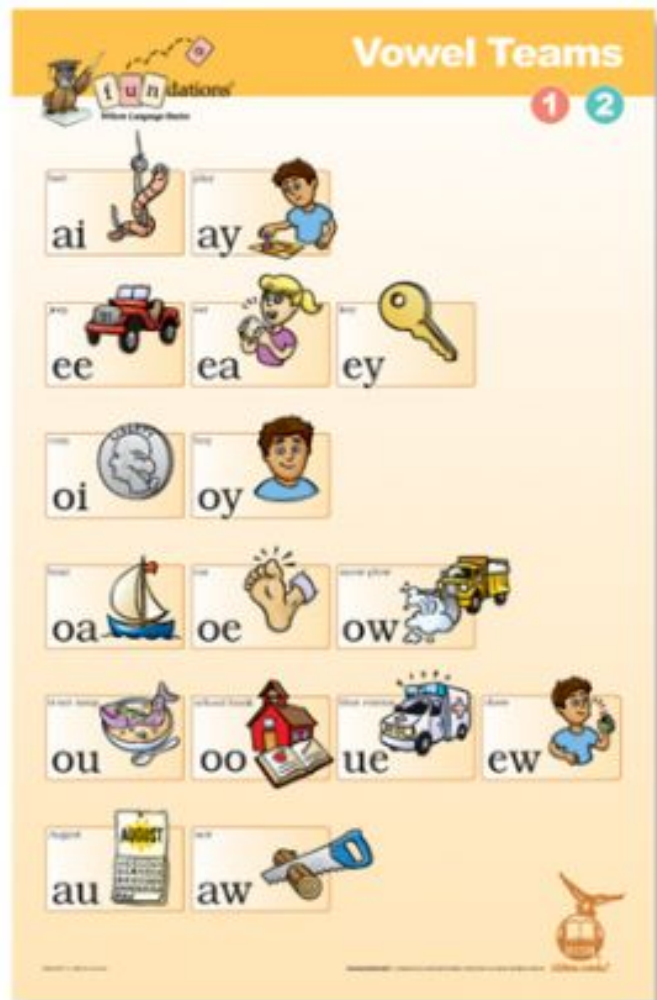 Vowel Teams
fundations
Wilson Language Basics
1 2
bait
play
ai
ay
jeep
eat
key
ee
ea
ey
coin
boy
LIBERTY
oi
oy
boat
toe
snow plow
oa
oe
ow
trout soup
school book
blue rescue
chew
ou
oo
ue
ew
August
saw
AUGUST
au
aw